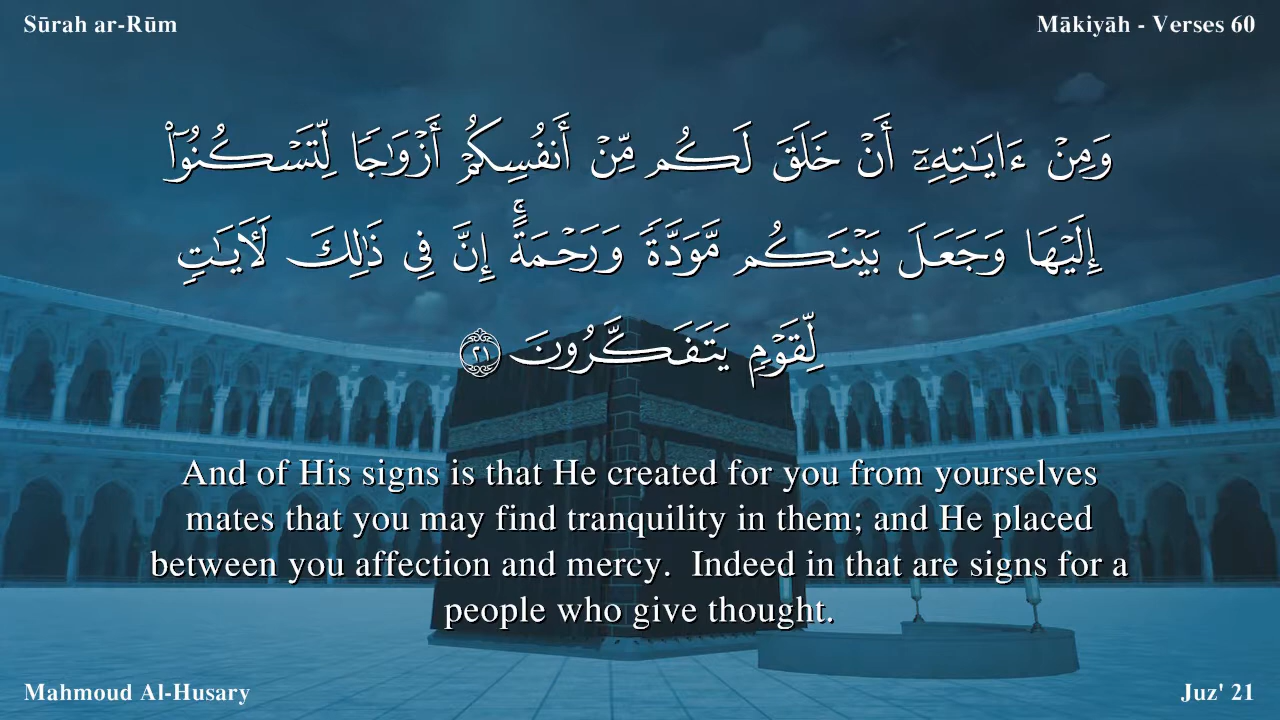 Sūrah ar-Rūm
Mākiyāh - Verses 60
وَمِنْ ءَايَـٰتِهِۦٓ أَنْ خَلَقَ لَكُم مِّنْ أَنفُسِكُمْ أَزْوَٰجًا لِّتَسْكُنُوٓا۟
إِلَيْهَا وَجَعَلَ بَيْنَكُم مَّوَدَّةً وَرَحْمَةً ۚ إِنَّ فِى ذَٰلِكَ لَـَٔايَـٰتٍ
لِّقَوْمٍ يَتَفَكَّرُونَ ٢١
And of His signs is that He created for you from yourselves
mates that you may find tranquility in them; and He placed
between you affection and mercy.  Indeed in that are signs for a
people who give thought.
Mahmoud Al-Husary
Juz' 21